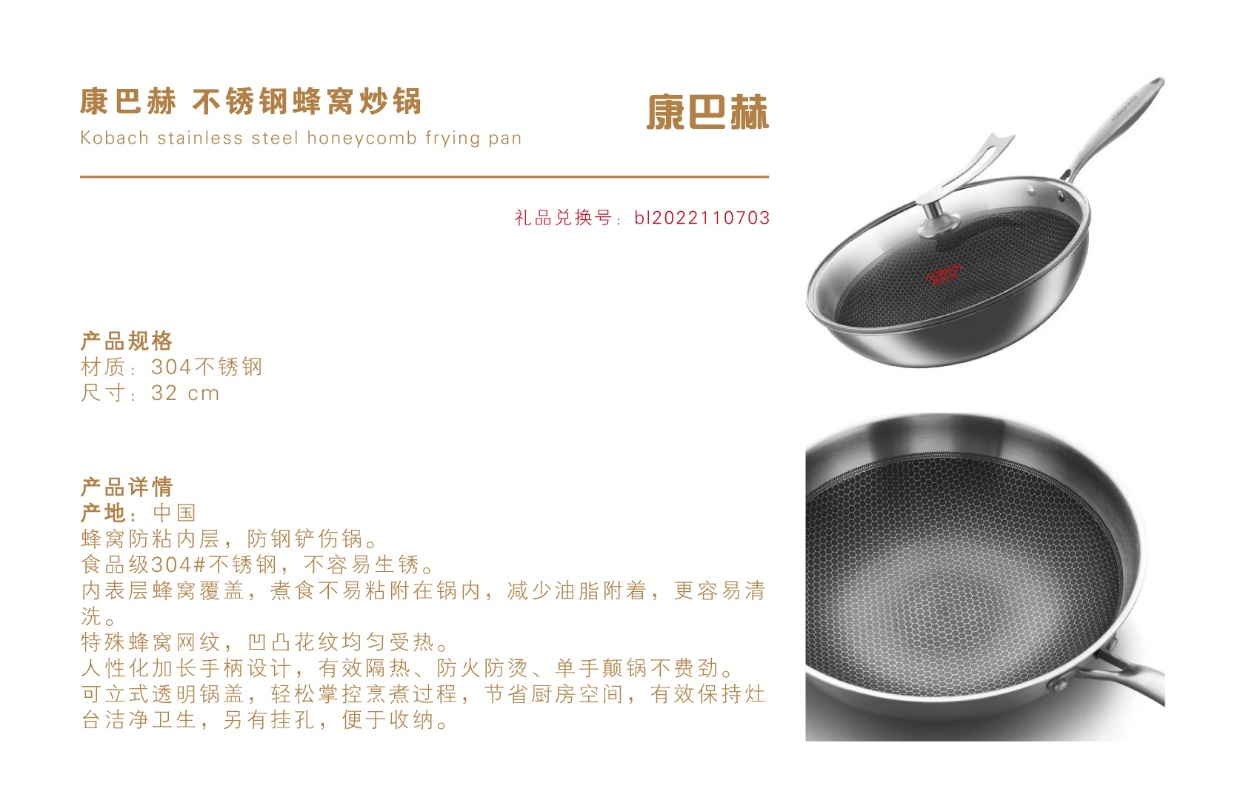 康巴赫 不锈钢蜂窝炒锅
Kobach stainless steel honeycomb frying pan
康巴赫
礼品兑换号：bl2022110703
产品规格
材质：304不锈钢
尺寸：32 cm
产品详情
产地：中国
蜂窝防粘内层，防钢铲伤锅。
食品级304#不锈钢，不容易生锈。
内表层蜂窝覆盖，煮食不易粘附在锅内，减少油脂附着，更容易清
洗。
特殊蜂窝网纹，凹凸花纹均匀受热。
人性化加长手柄设计，有效隔热、防火防烫、单手颠锅不费劲。
可立式透明锅盖，轻松掌控烹煮过程，节省厨房空间，有效保持灶
台洁净卫生，另有挂孔，便于收纳。